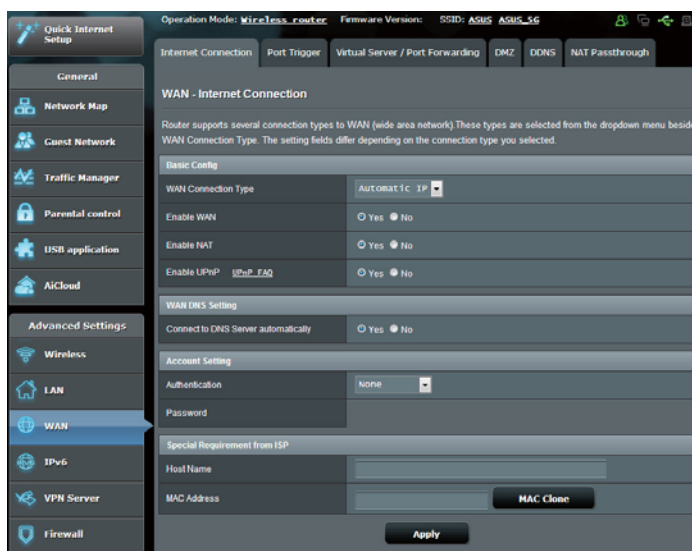 Quick Internet Setup
Operation Mode: Wireless router Firmware Version: SSID: ASUS ASUS_5G
Internet Connection Port Trigger Virtual Server / Port Forwarding DMZ DDNS NAT Passthrough
General
Network Map
Guest Network
Traffic Manager
Parental control
USB application
AiCloud
Advanced Settings
Wireless
LAN
WAN
IPv6
VPN Server
Firewall
WAN - Internet Connection
Router supports several connection types to WAN (wide area network).These types are selected from the dropdown menu beside
WAN Connection Type. The setting fields differ depending on the connection type you selected.
Basic Config
WAN Connection Type Automatic IP
Enable WAN Yes No
Enable NAT Yes No
Enable UPnP UPnP FAQ Yes No
WAN DNS Setting
Connect to DNS Server automatically Yes No
Account Setting
Authentication None
Password
Special Requirement from ISP
Host Name
MAC Address MAC Clone
Apply